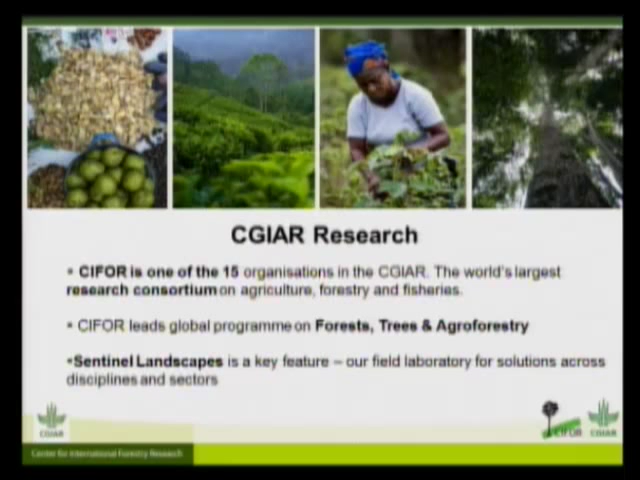 CGIAR Research
• CIFOR is one of the 15 organisations in the CGIAR. The world's largest
research consortium on agriculture, forestry and fisheries.
• CIFOR leads global programme on Forests, Trees & Agroforestry
•Sentinel Landscapes is a key feature – our field laboratory for solutions across
disciplines and sectors
CGIAR
CIFOR
CGIAR
Center for International Forestry Research